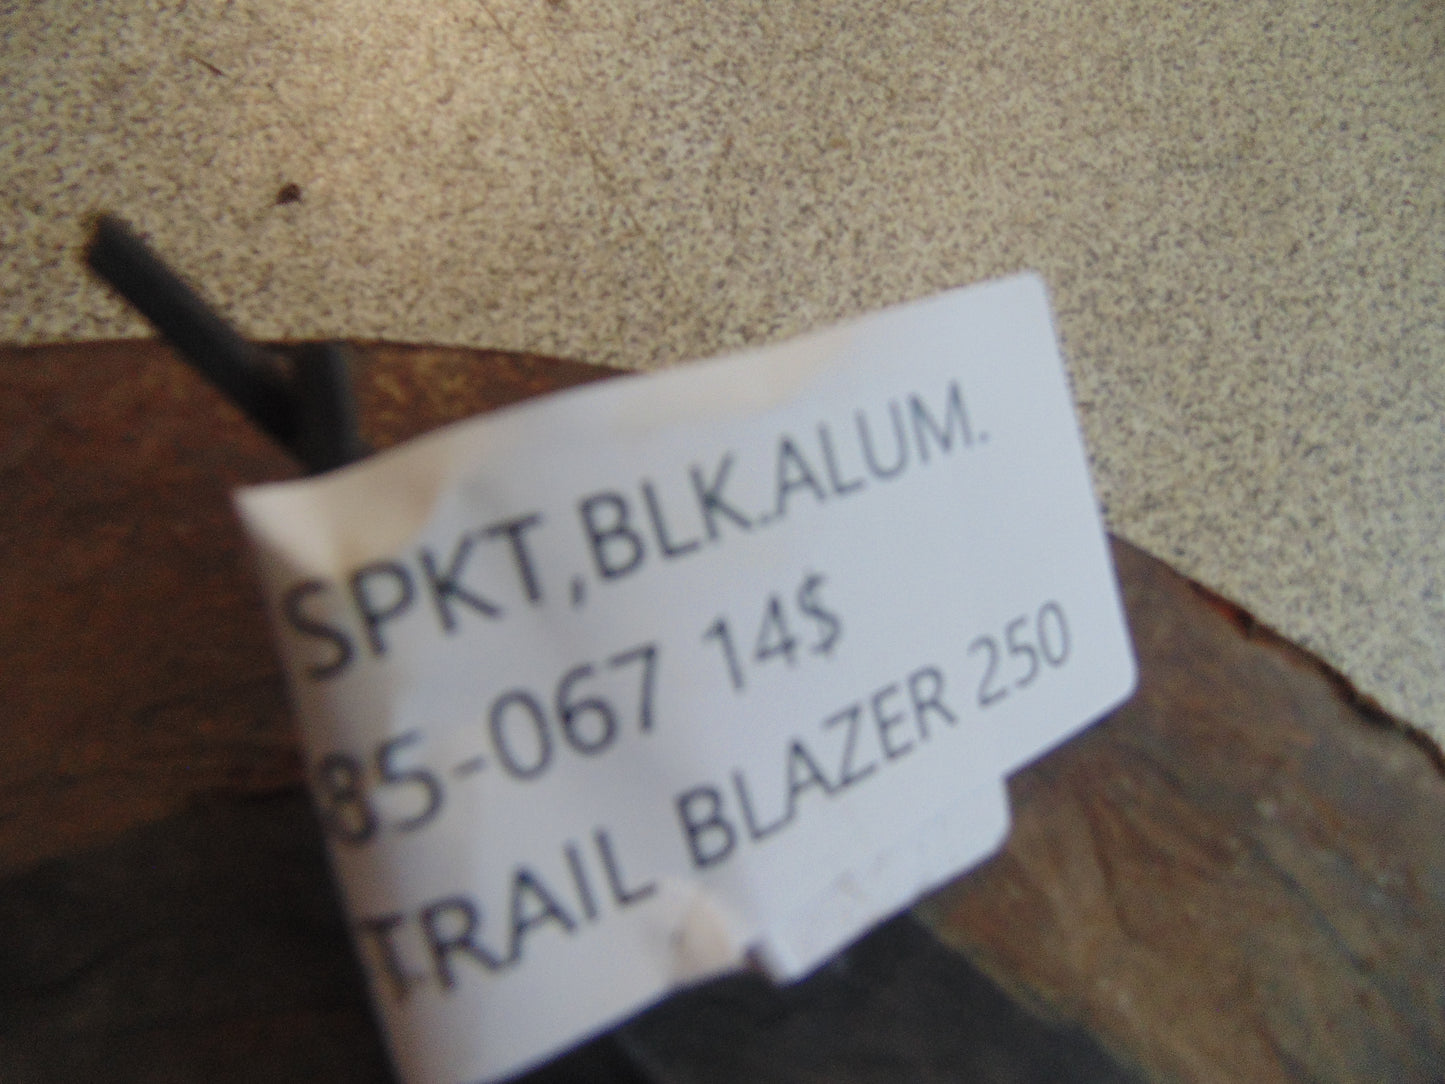 SPKT,BLK.ALUM.
85-067 14$
TRAIL BLAZER 250